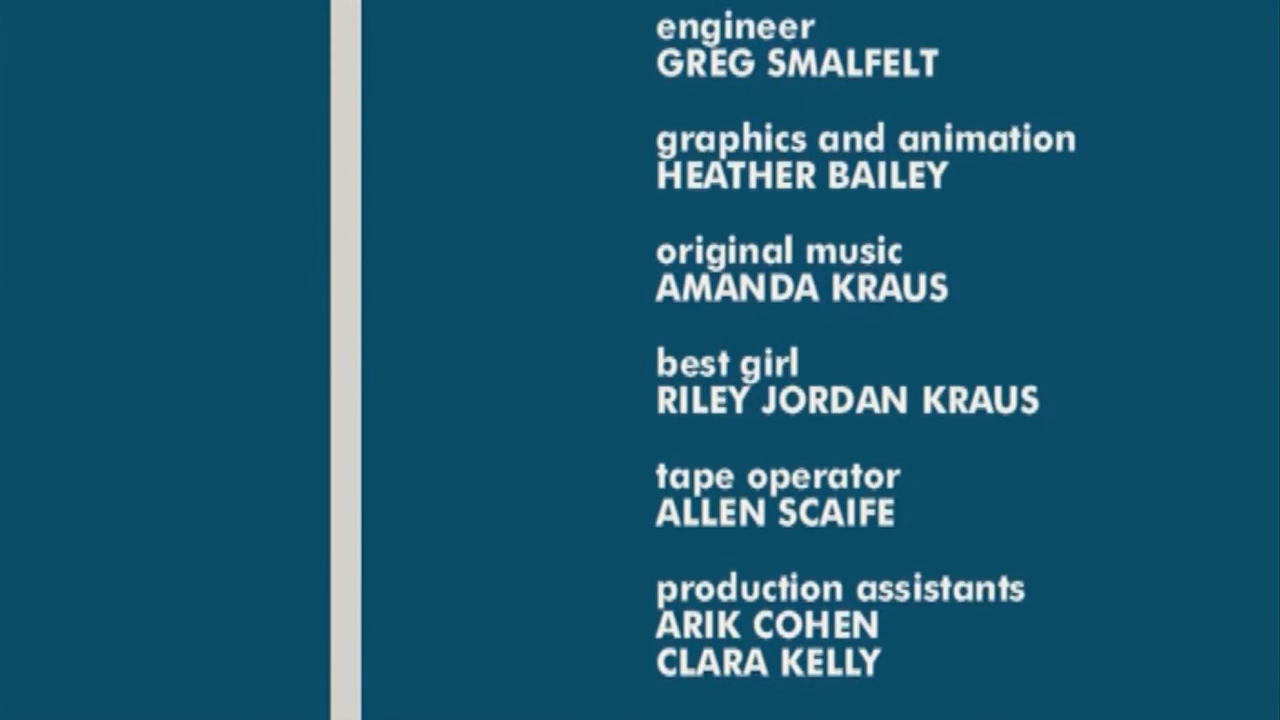 engineer
GREG SMALFELT
graphics and animation
HEATHER BAILEY
original music
AMANDA KRAUS
best girl
RILEY JORDAN KRAUS
tape operator
ALLEN SCAIFE
production assistants
ARIK COHEN
CLARA KELLY